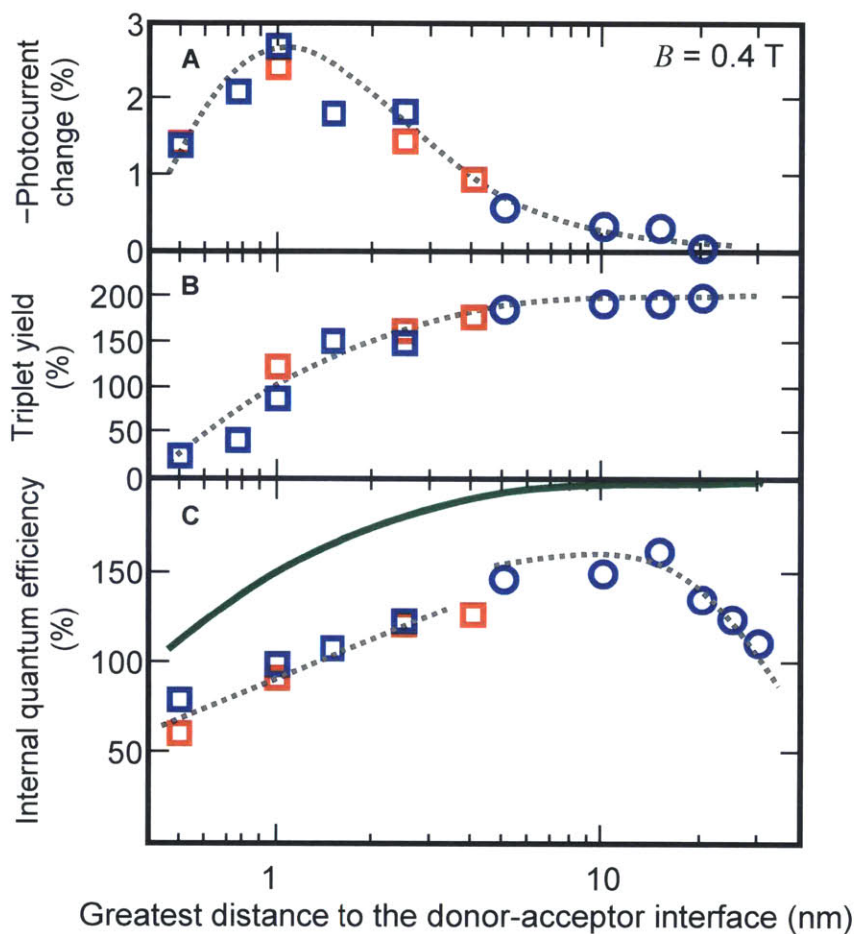 3
A
B = 0.4 T
2
1
0
−Photocurrent
change (%)
B
200
150
100
50
0
Triplet yield
(%)
C
150
100
50
Internal quantum efficiency
(%)
1
10
Greatest distance to the donor-acceptor interface (nm)